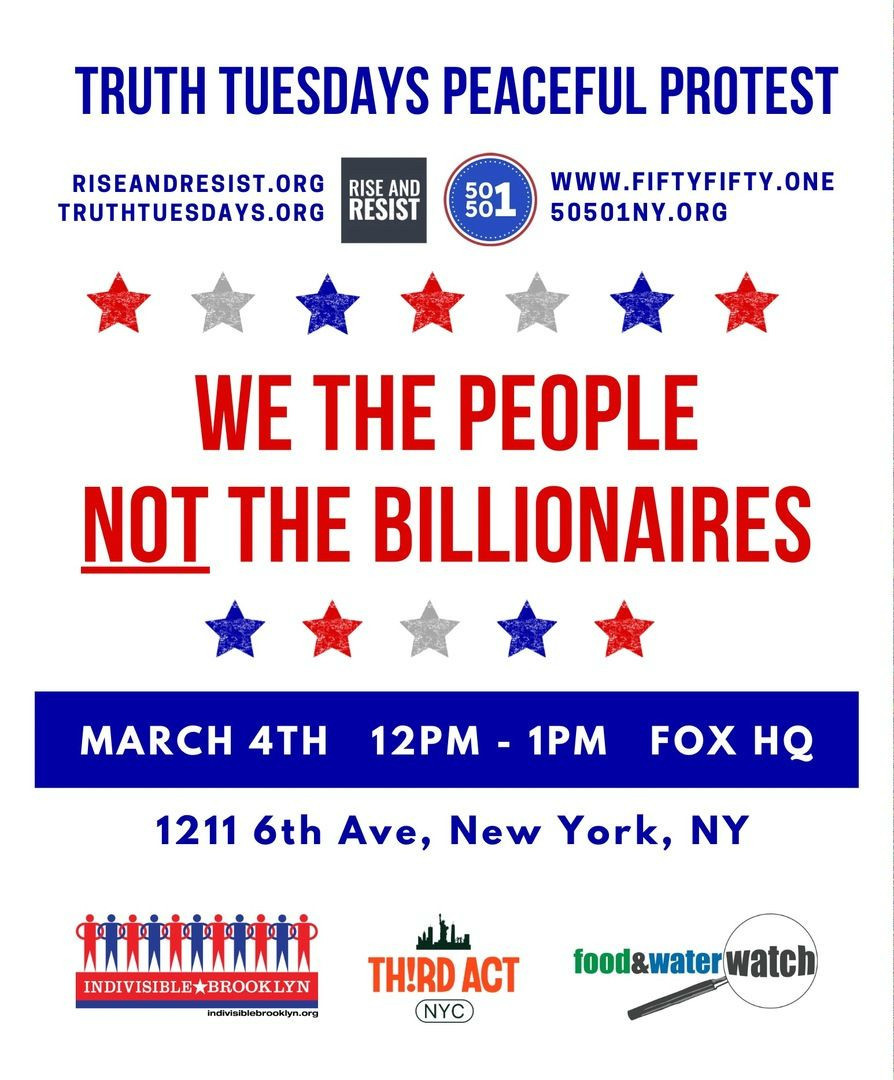 TRUTH TUESDAYS PEACEFUL PROTEST
RISEANDRESIST.ORG
TRUTHTUESDAYS.ORG
RISE AND
RESIST
50
501
WWW.FIFTYFIFTY.ONE
50501NY.ORG
WE THE PEOPLE
NOT THE BILLIONAIRES
MARCH 4TH 12PM - 1PM FOX HQ
1211 6th Ave, New York, NY
INDIVISIBLE★BROOKLYN
indivisiblebrooklyn.org
TH!RD ACT
NYC
food&waterwatch